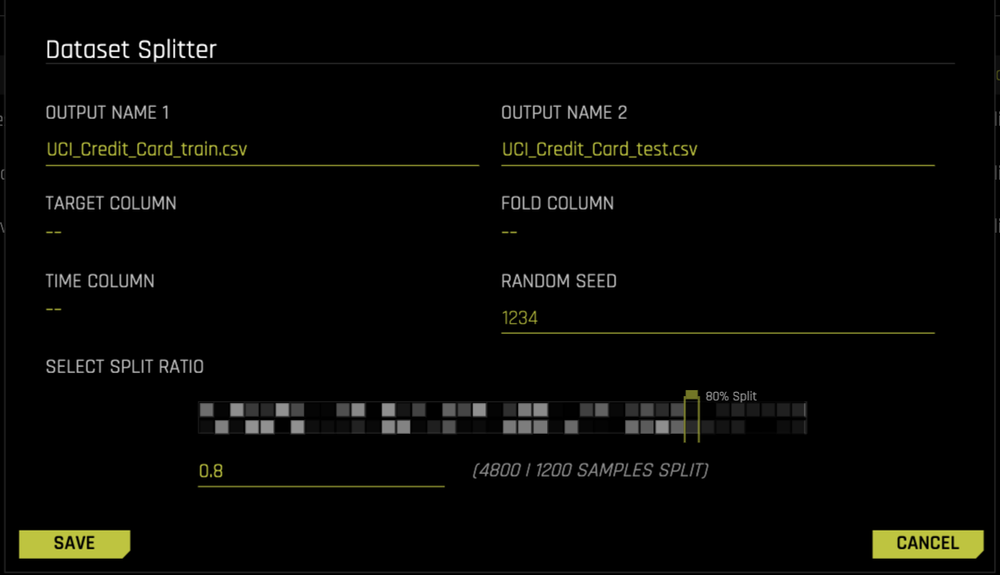 Dataset Splitter
OUTPUT NAME 1
OUTPUT NAME 2
UCI_Credit_Card_train.csv
UCI_Credit_Card_test.csv
TARGET COLUMN
FOLD COLUMN
--
--
TIME COLUMN
RANDOM SEED
--
1234
SELECT SPLIT RATIO
80% Split
0.8
(4800 | 1200 SAMPLES SPLIT)
SAVE
CANCEL